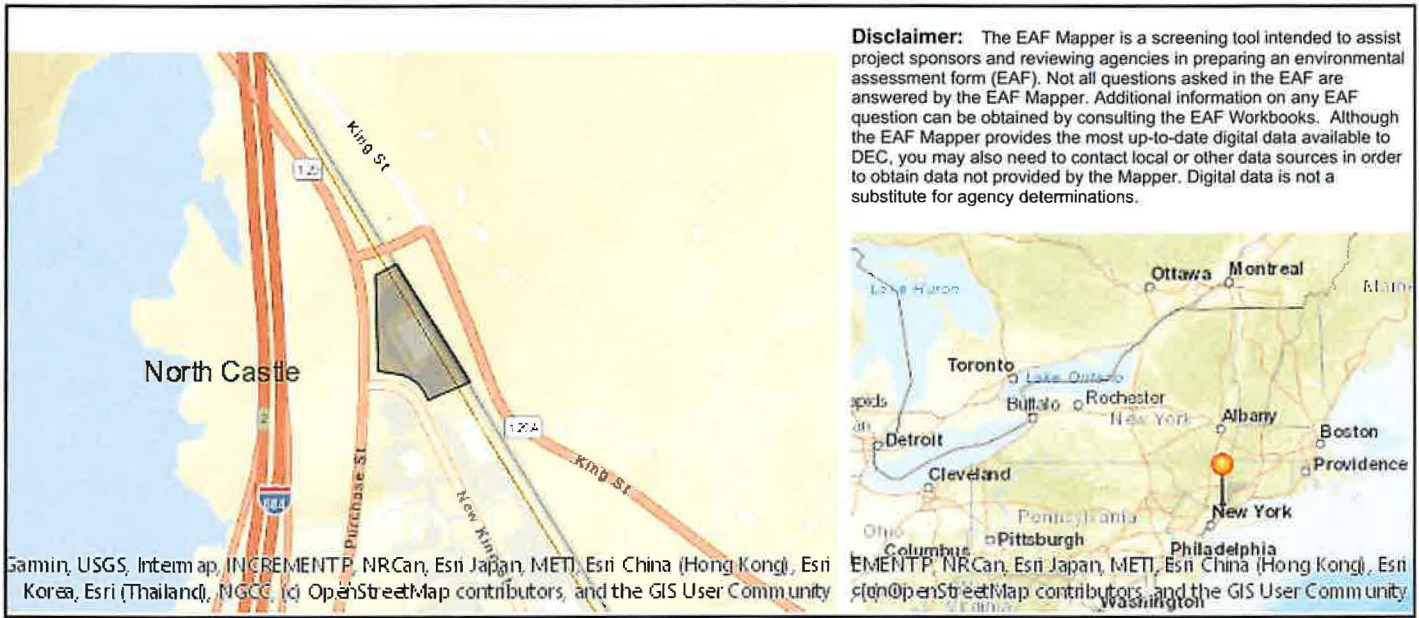 Disclaimer: The EAF Mapper is a screening tool intended to assist
project sponsors and reviewing agencies in preparing an environmental
assessment form (EAF). Not all questions asked in the EAF are
answered by the EAF Mapper. Additional information on any EAF
question can be obtained by consulting the EAF Workbooks. Although
the EAF Mapper provides the most up-to-date digital data available to
DEC, you may also need to contact local or other data sources in order
to obtain data not provided by the Mapper. Digital data is not a
substitute for agency determinations.
King St
120
North Castle
2
120A
King St
Purchase St
New King
684
Garmin, USGS, Intermap, INCREMENT P, NRCan, Esri Japan, METI, Esri China (Hong Kong), Esri
Korea, Esri (Thailand), NGCC, (c) OpenStreetMap contributors, and the GIS User Community
Ottawa
Montreal
Lake Huron
Toronto
Lake Ontario
Buffalo
Rochester
New York
Albany
Boston
Detroit
Providence
Cleveland
New York
Pennsylvania
Ohio
Pittsburgh
Columbus
Philadelphia
EMENT P, NRCan, Esri Japan, METI, Esri China (Hong Kong), Esri
OpenStreetMap contributors, and the GIS User Community
Virginia
Washington